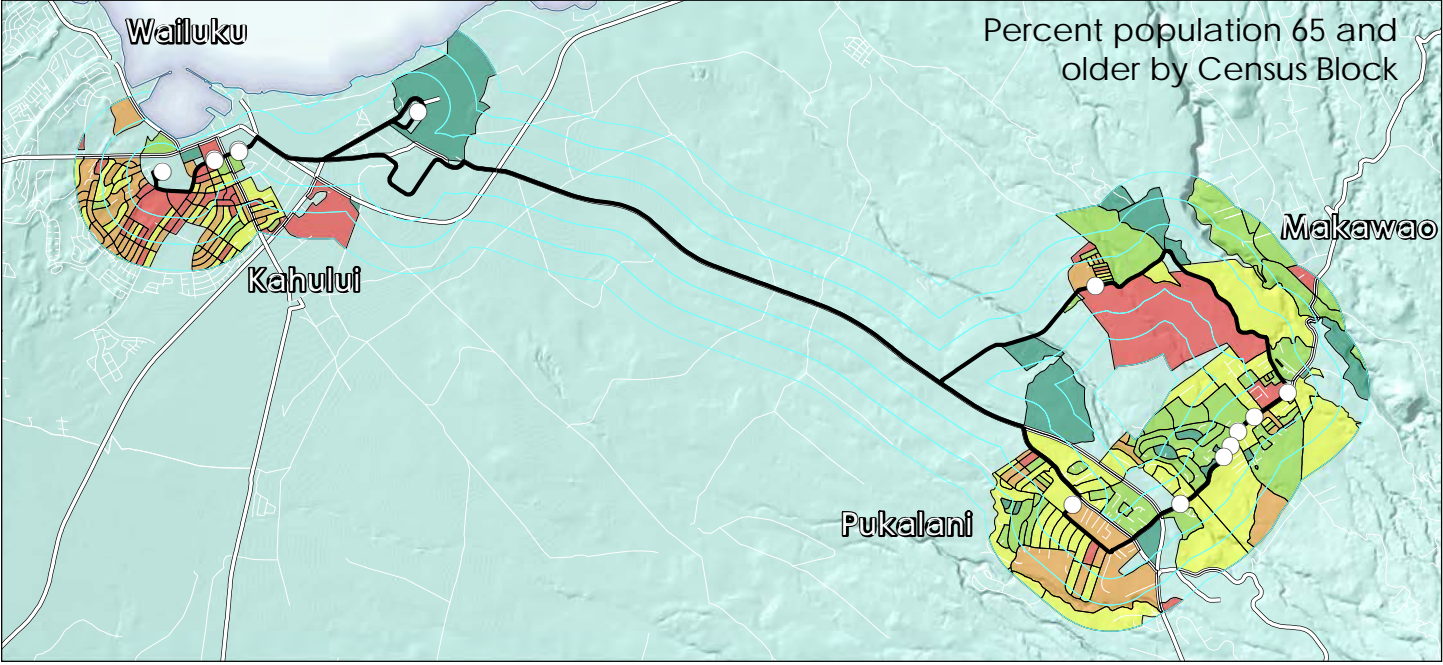 Wailuku
Percent population 65 and
older by Census Block
Makawao
Kahului
Pukalani